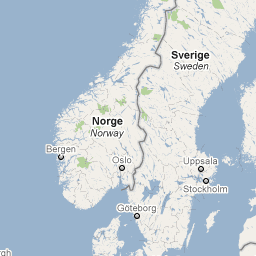 Sverige
Sweden
Norge
Norway
Bergen
Oslo
Uppsala
Stockholm
Göteborg